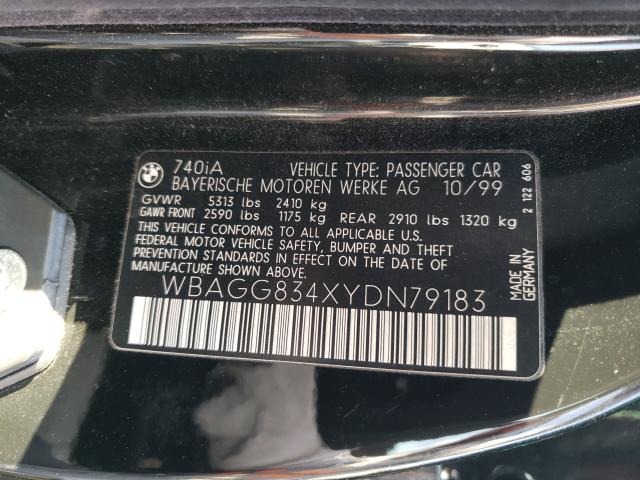 740iA VEHICLE TYPE: PASSENGER CAR
BAYERISCHE MOTOREN WERKE AG 10/99
GVWR 5313 lbs 2410 kg
GAWR FRONT 2590 lbs 1175 kg REAR 2910 lbs 1320 kg
THIS VEHICLE CONFORMS TO ALL APPLICABLE U.S.
FEDERAL MOTOR VEHICLE SAFETY, BUMPER AND THEFT
PREVENTION STANDARDS IN EFFECT ON THE DATE OF
MANUFACTURE SHOWN ABOVE.
WBAGG834XYDN79183
MADE IN GERMANY
2 122 606